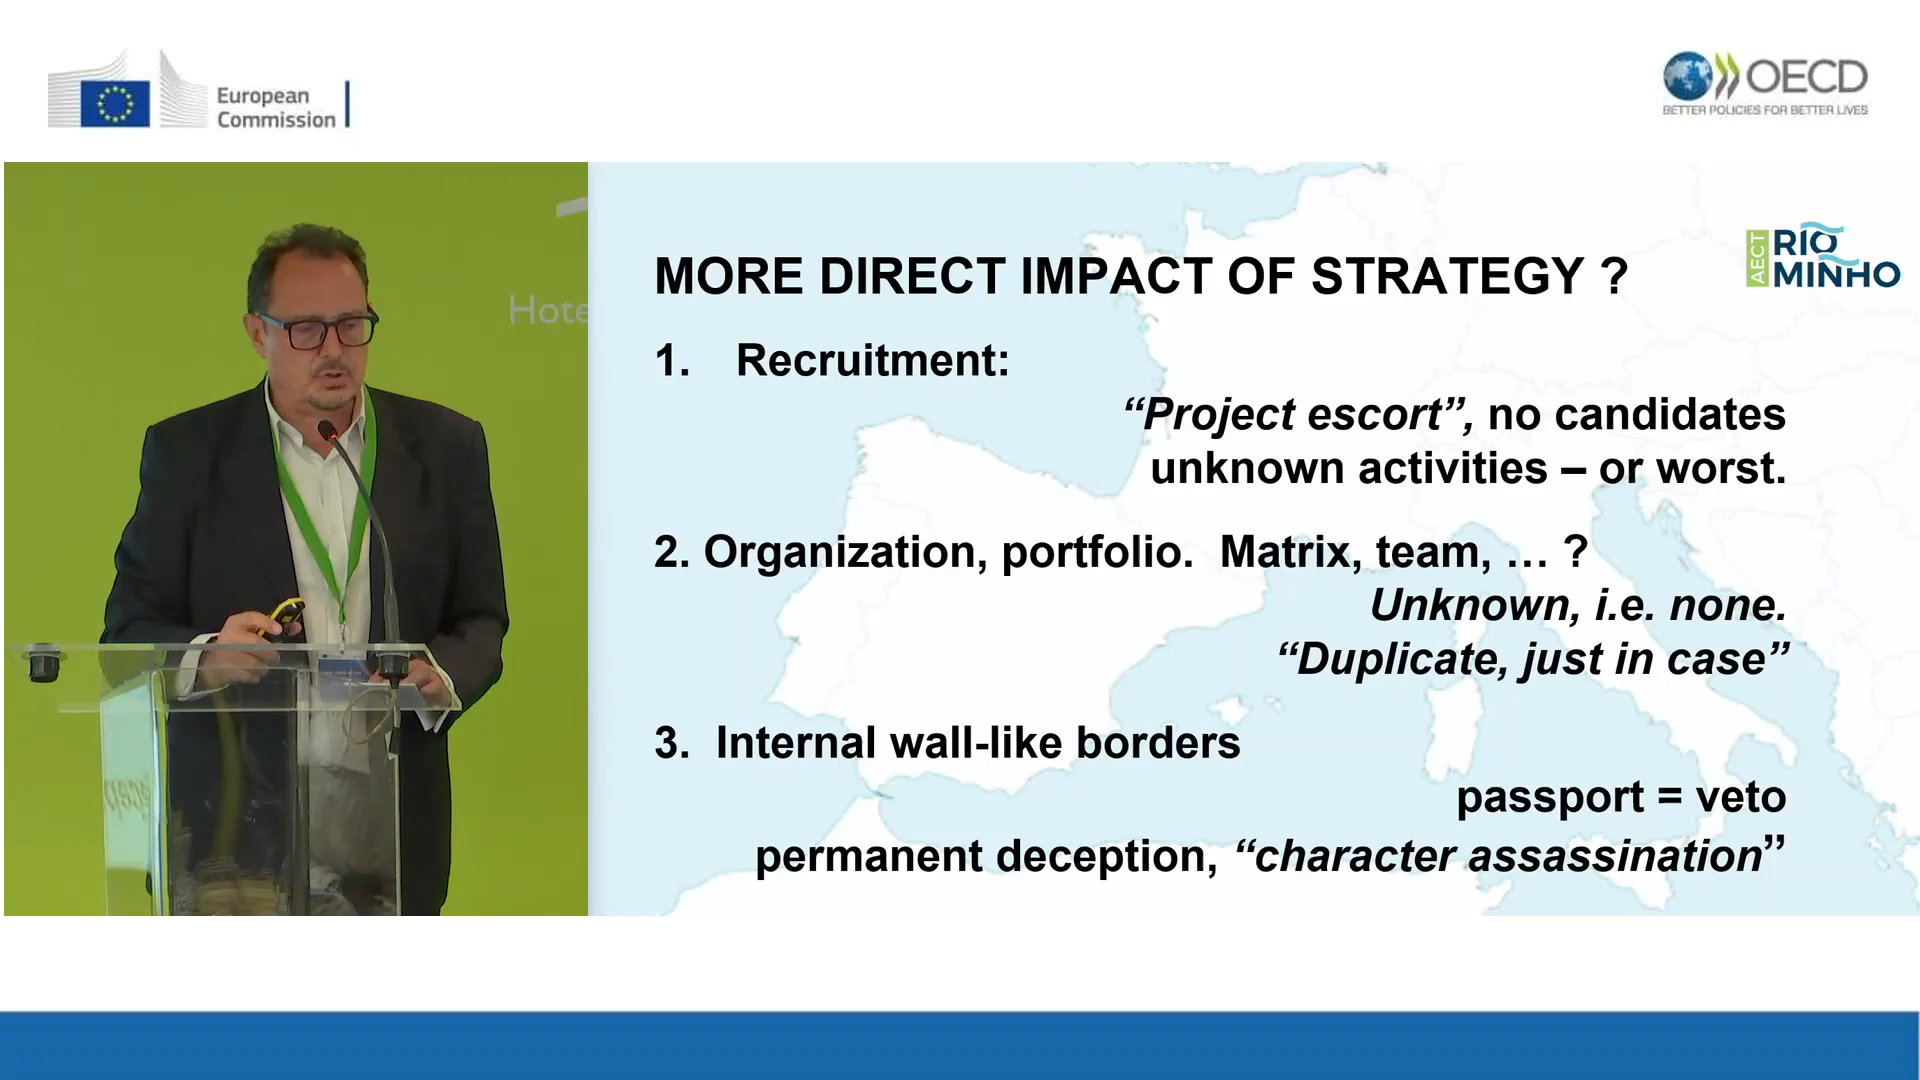 European
Commission
OECD
BETTER POLICIES FOR BETTER LIVES
Hote
MORE DIRECT IMPACT OF STRATEGY ?
AECT
RIO
MINHO
1. Recruitment:
“Project escort”, no candidates
unknown activities – or worst.
2. Organization, portfolio. Matrix, team, … ?
Unknown, i.e. none.
“Duplicate, just in case”
3. Internal wall-like borders
passport = veto
permanent deception, “character assassination”